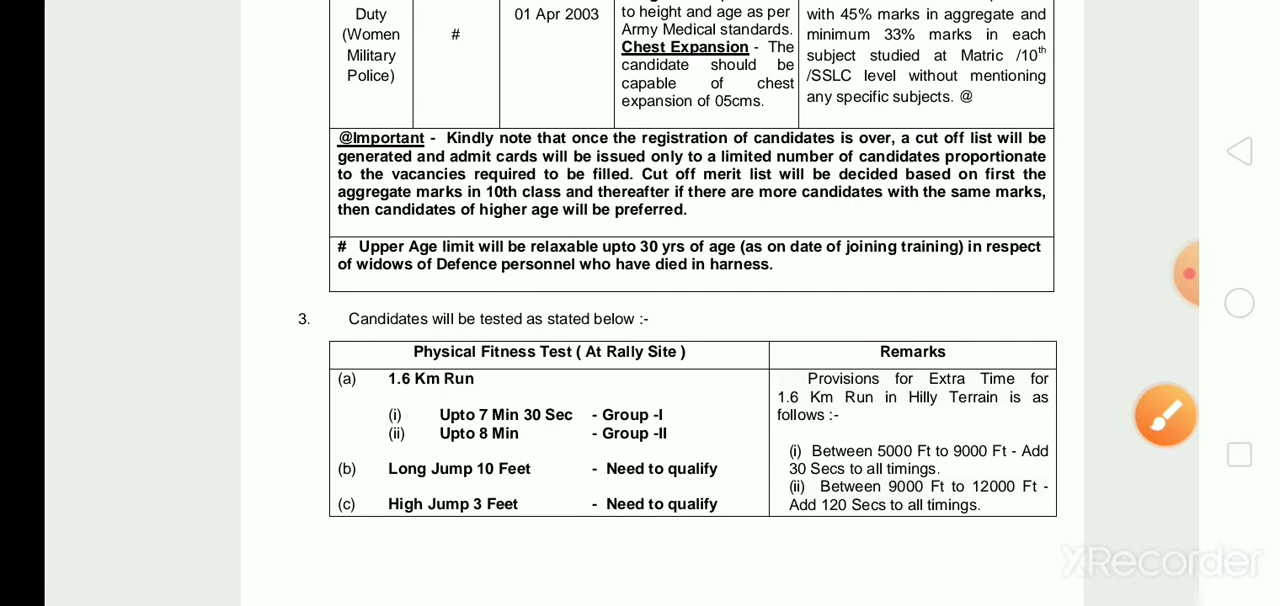 Duty
(Women
Military
Police)
#
01 Apr 2003
to height and age as per
Army Medical standards.
Chest Expansion - The
candidate should be
capable of chest
expansion of 05cms.
with 45% marks in aggregate and
minimum 33% marks in each
subject studied at Matric /10th
/SSLC level without mentioning
any specific subjects. @
@Important - Kindly note that once the registration of candidates is over, a cut off list will be
generated and admit cards will be issued only to a limited number of candidates proportionate
to the vacancies required to be filled. Cut off merit list will be decided based on first the
aggregate marks in 10th class and thereafter if there are more candidates with the same marks,
then candidates of higher age will be preferred.
# Upper Age limit will be relaxable upto 30 yrs of age (as on date of joining training) in respect
of widows of Defence personnel who have died in harness.
3. Candidates will be tested as stated below :-
Physical Fitness Test ( At Rally Site )
(a) 1.6 Km Run
(i) Upto 7 Min 30 Sec - Group -I
(ii) Upto 8 Min - Group -II
(b) Long Jump 10 Feet - Need to qualify
(c) High Jump 3 Feet - Need to qualify
Remarks
Provisions for Extra Time for
1.6 Km Run in Hilly Terrain is as
follows :-
(i) Between 5000 Ft to 9000 Ft - Add
30 Secs to all timings.
(ii) Between 9000 Ft to 12000 Ft -
Add 120 Secs to all timings.
XRecorder